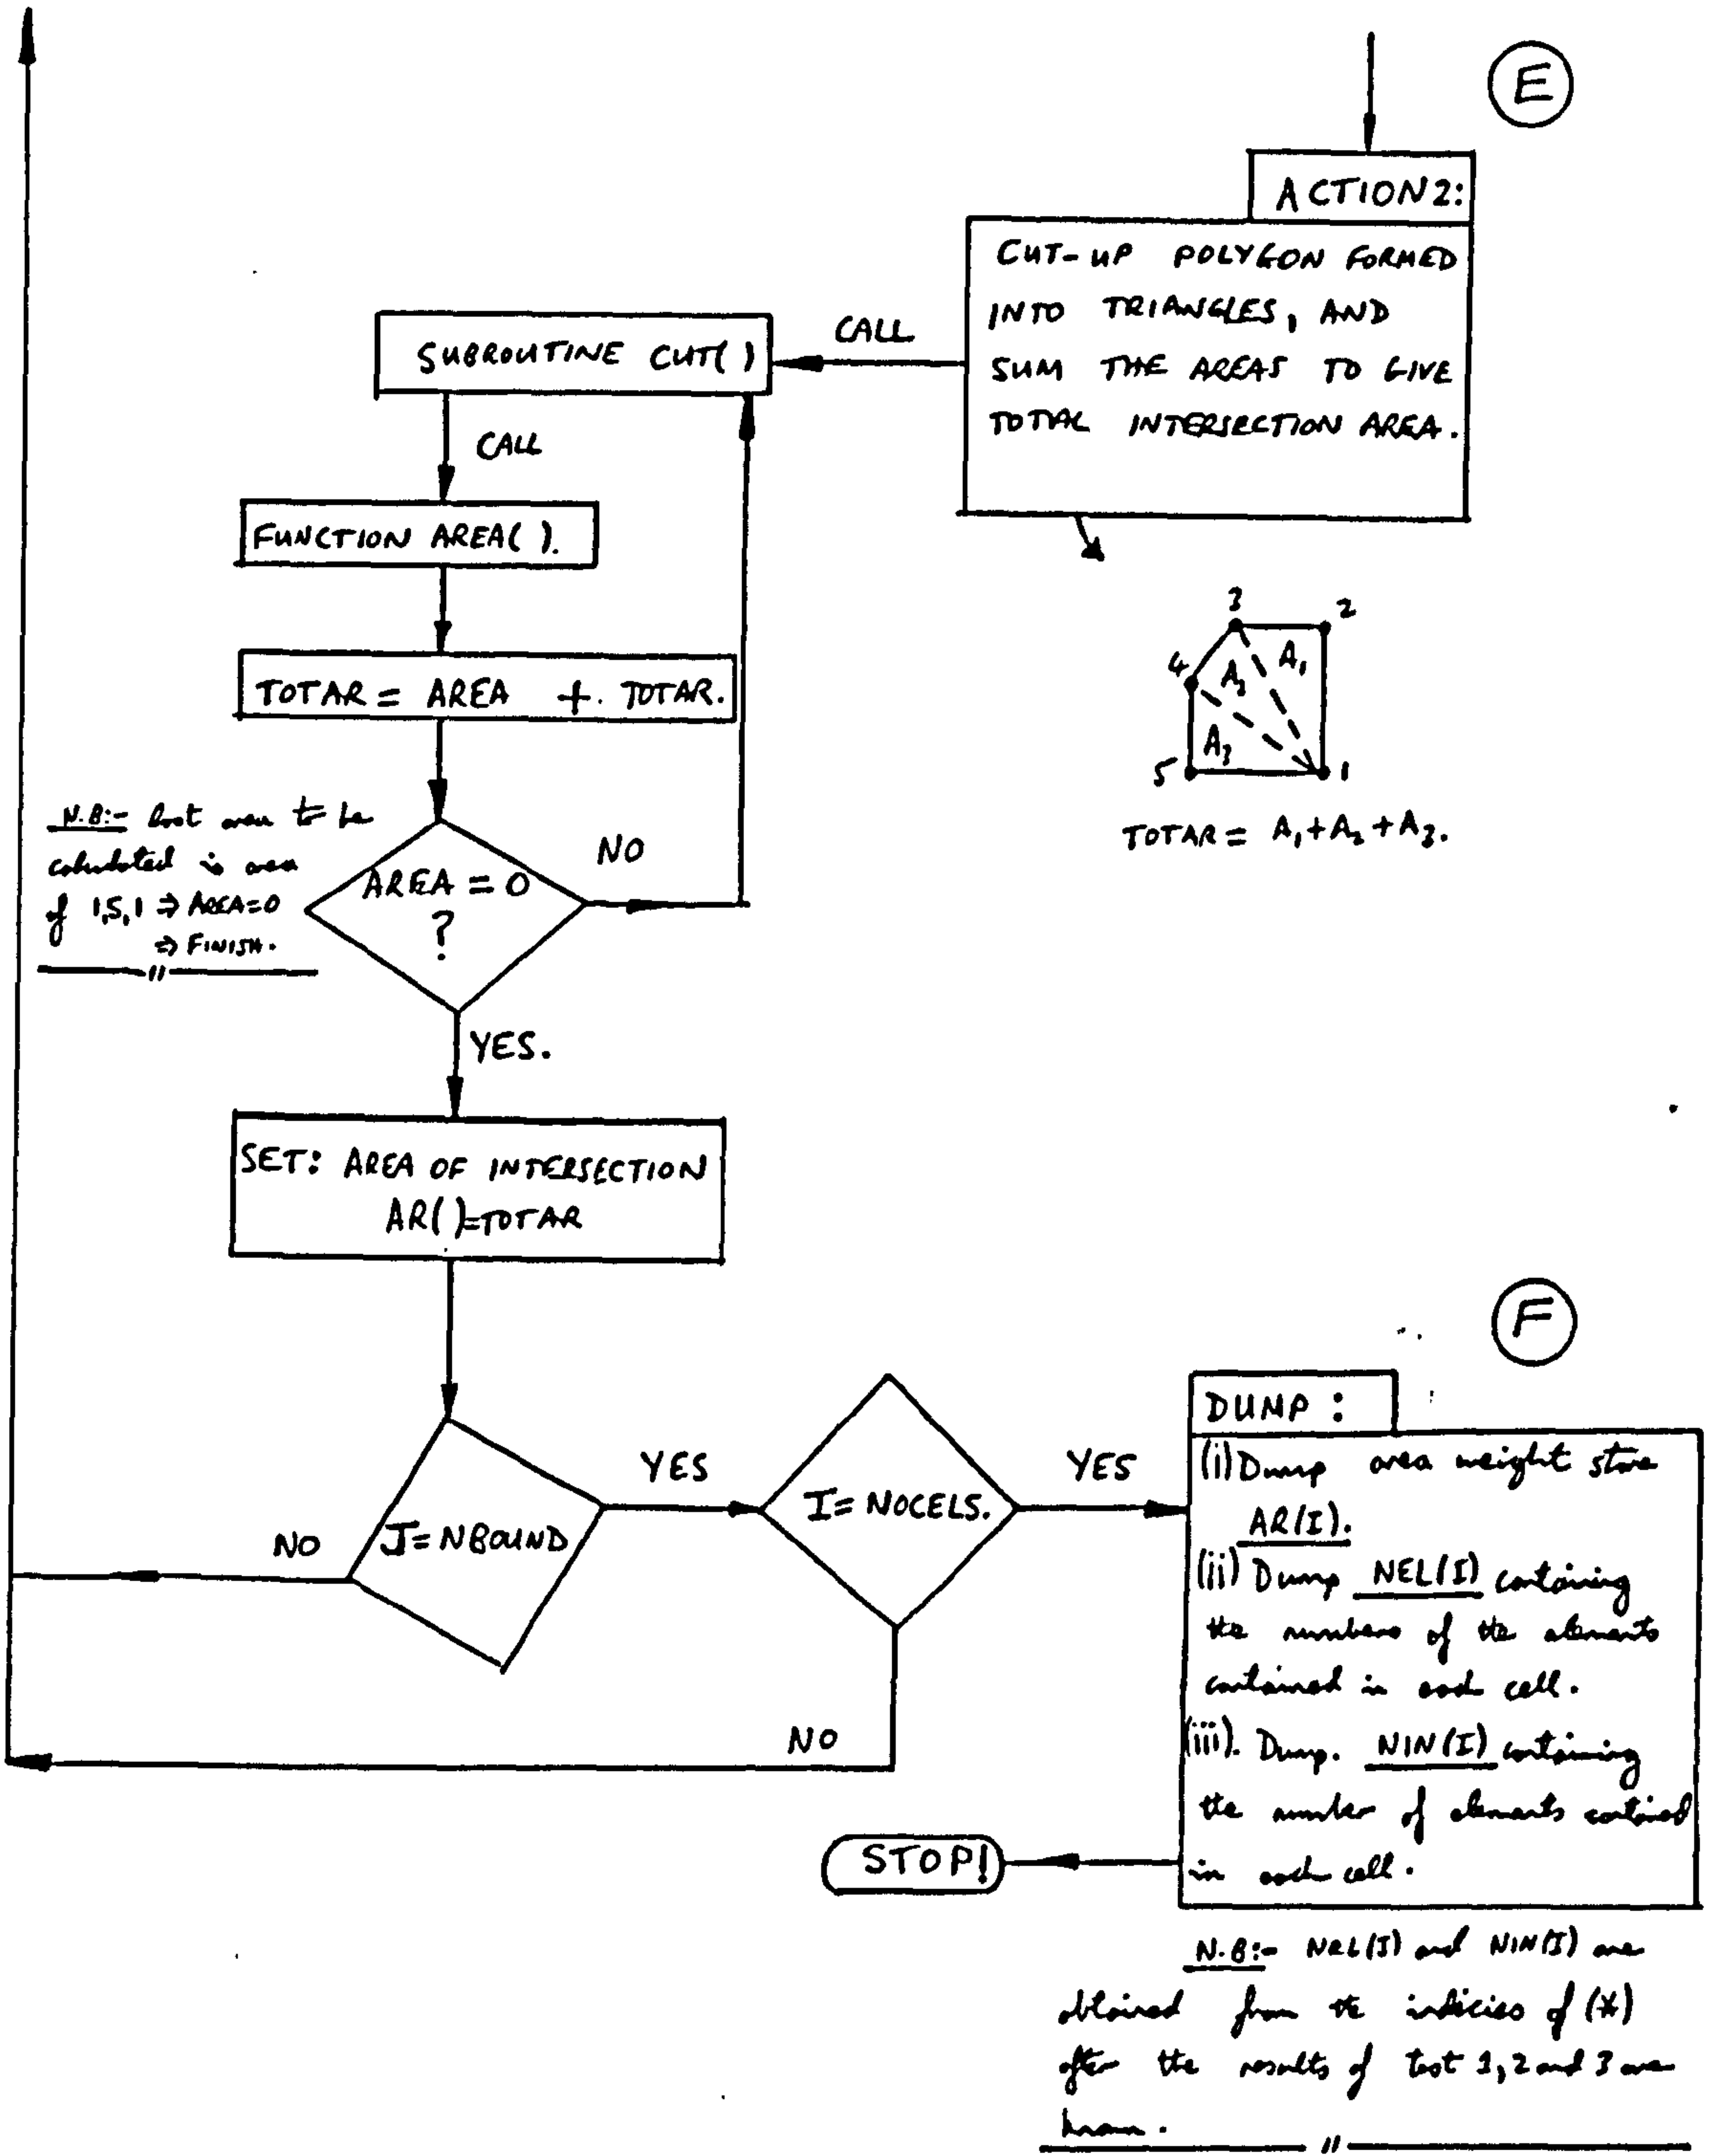 E
ACTION2:
CUT-UP POLYGON FORMED
INTO TRIANGLES, AND
SUM THE AREAS TO GIVE
TOTAL INTERSECTION AREA.
CALL
SUBROUTINE CUT( )
CALL
FUNCTION AREA( ).
TOTAR = AREA +. TOTAR.
3
2
4
A1
A2
A3
5
1
TOTAR = A1+A2+A3.
N.B:- last area to be
calculated is area
of 1,5,1 ⇒ AREA=0
⇒ FINISH.
AREA = 0
?
NO
YES.
SET: AREA OF INTERSECTION
AR( )=TOTAR
F
J=NBOUND
NO
YES
I=NOCELS.
YES
NO
DUMP :
(i) Dump area weight store
AR(I).
(ii) Dump NEL(I) containing
the numbers of the elements
contained in each cell.
(iii). Dump. NIN(I) containing
the number of elements contained
in each cell.
STOP!
N.B:- NEL(I) and NIN(I) are
obtained from the indicies of (*)
after the results of test 1, 2 and 3 are
known.